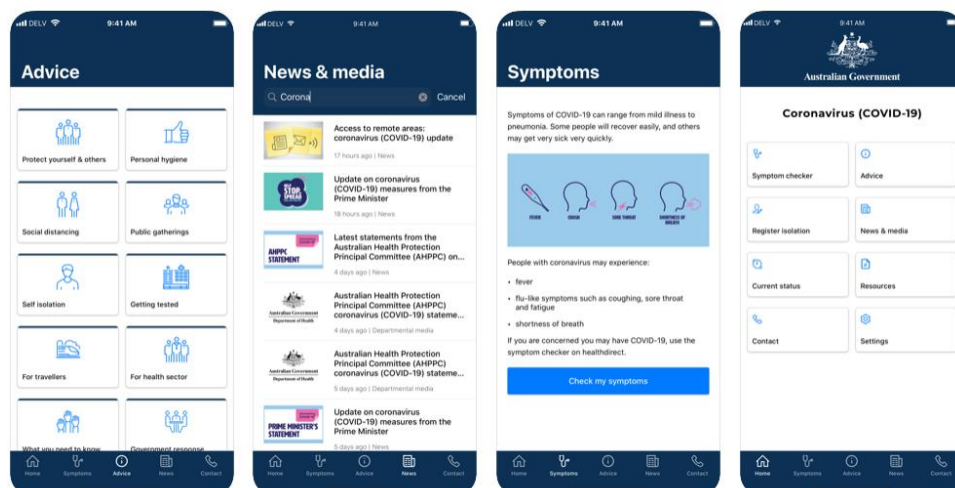 DELV 9:41 AM
Advice
Protect yourself & others
Personal hygiene
Social distancing
Public gatherings
Self isolation
Getting tested
For travellers
For health sector
What you need to know
Government response
Home Symptoms Advice News Contact
DELV 9:41 AM
News & media
Corona Cancel
Access to remote areas:
coronavirus (COVID-19) update
17 hours ago | News
STOP
SPREAD
Update on coronavirus
(COVID-19) measures from the
Prime Minister
18 hours ago | News
AHPPC
STATEMENT
Latest statements from the
Australian Health Protection
Principal Committee (AHPPC) on...
4 days ago | News
Australian Government
Department of Health
Australian Health Protection
Principal Committee (AHPPC)
coronavirus (COVID-19) stateme...
4 days ago | Departmental media
Australian Government
Department of Health
Australian Health Protection
Principal Committee (AHPPC)
coronavirus (COVID-19) stateme...
5 days ago | Departmental media
PRIME MINISTER'S
STATEMENT
Update on coronavirus
(COVID-19) measures from the
Prime Minister
5 days ago | News
Home Symptoms Advice News Contact
DELV 9:41 AM
Symptoms
Symptoms of COVID-19 can range from mild illness to
pneumonia. Some people will recover easily, and others
may get very sick very quickly.
FEVER COUGH SORE THROAT SHORTNESS OF
BREATH
People with coronavirus may experience:
• fever
• flu-like symptoms such as coughing, sore throat
and fatigue
• shortness of breath
If you are concerned you may have COVID-19, use the
symptom checker on healthdirect.
Check my symptoms
Home Symptoms Advice News Contact
DELV 9:41 AM
Australian Government
Coronavirus (COVID-19)
Symptom checker
Advice
Register isolation
News & media
Current status
Resources
Contact
Settings
Home Symptoms Advice News Contact